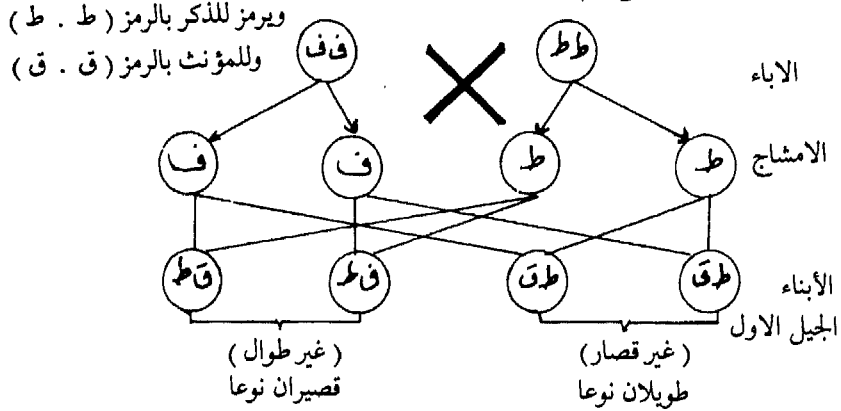 ويرمز للذكر بالرمز ( ط . ط )
وللمؤنث بالرمز ( ق . ق )
الاباء ط ط ف ف
الامشاج ط ط ف ف
الأبناء ط ق ط ق ف ط ق ط
الجيل الاول
(غير قصار) (غير طوال)
طويلان نوعا قصيران نوعا